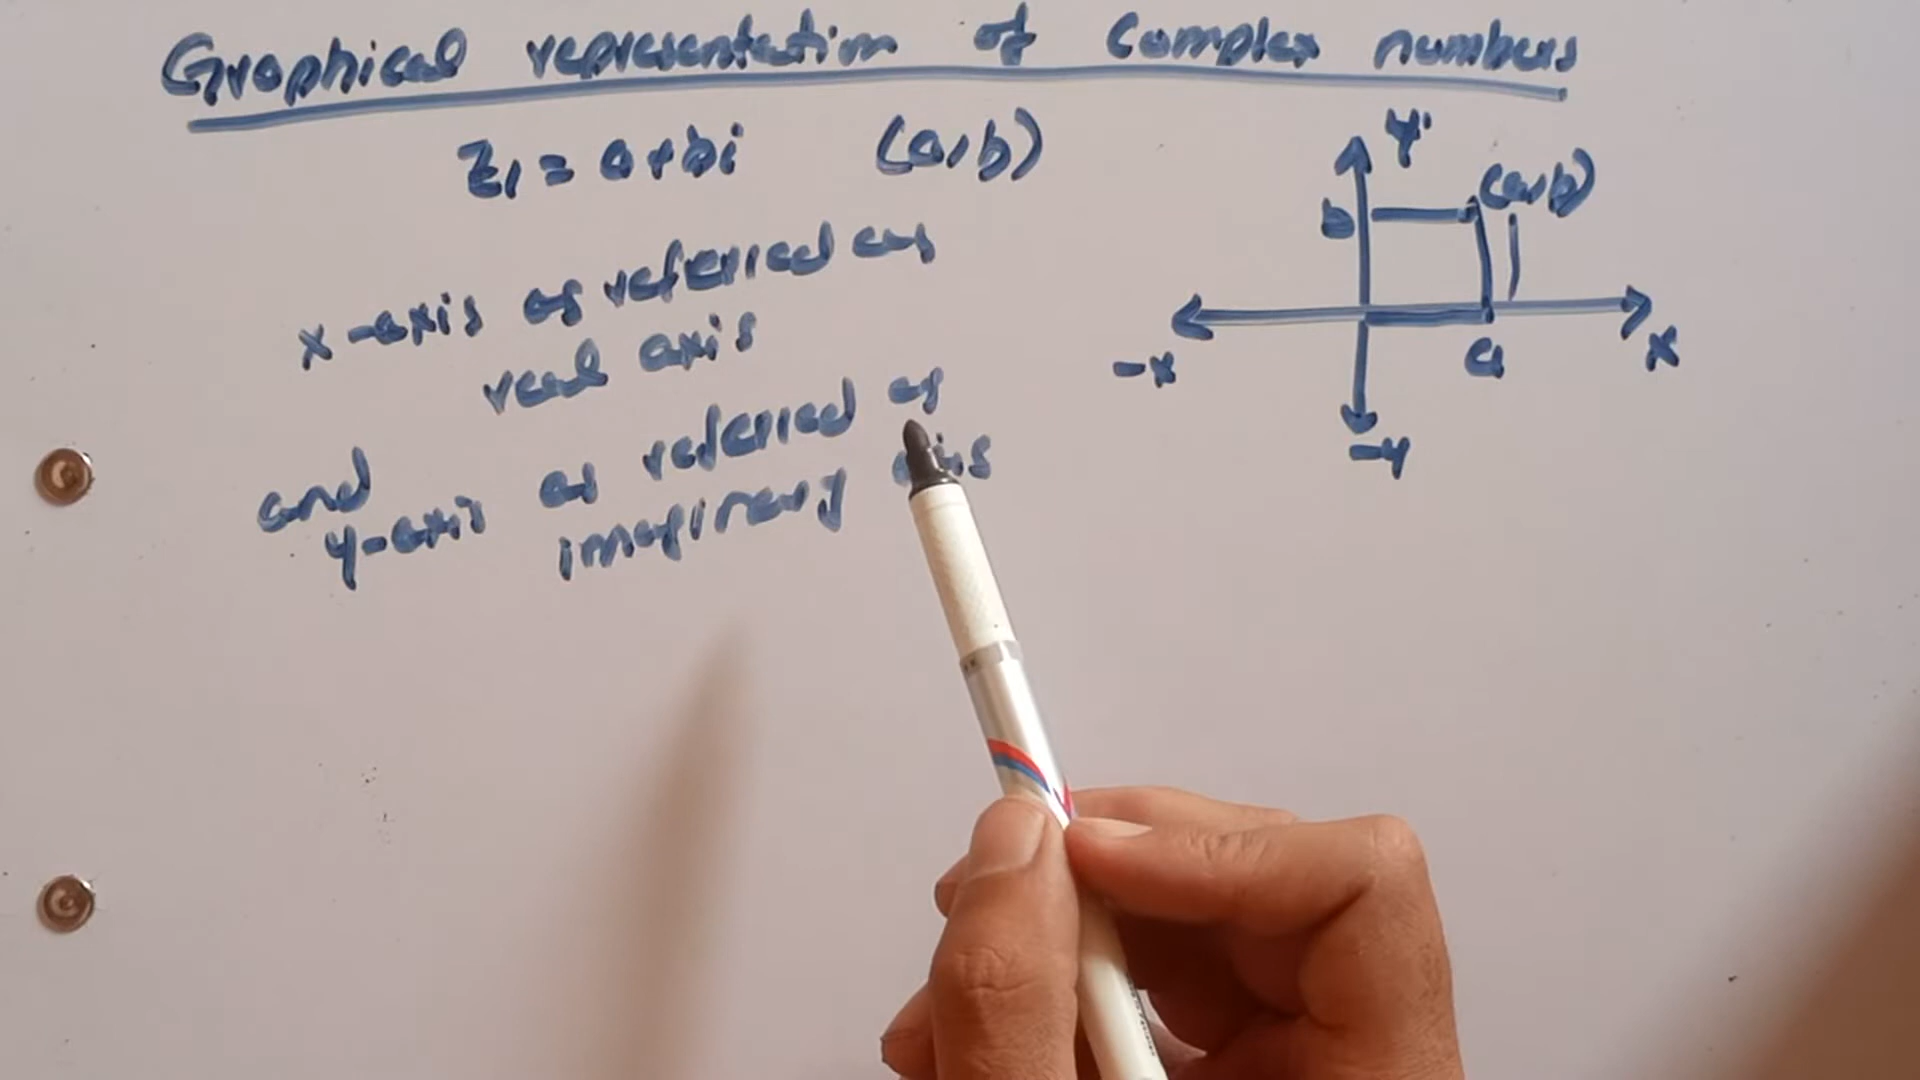 Graphical representation of Complex numbers
Z₁ = a+bi (a,b)
x-axis as referred as
real axis
and
y-axis as referred as
imaginary axis
y
(a,b)
b
-x
a
x
-y